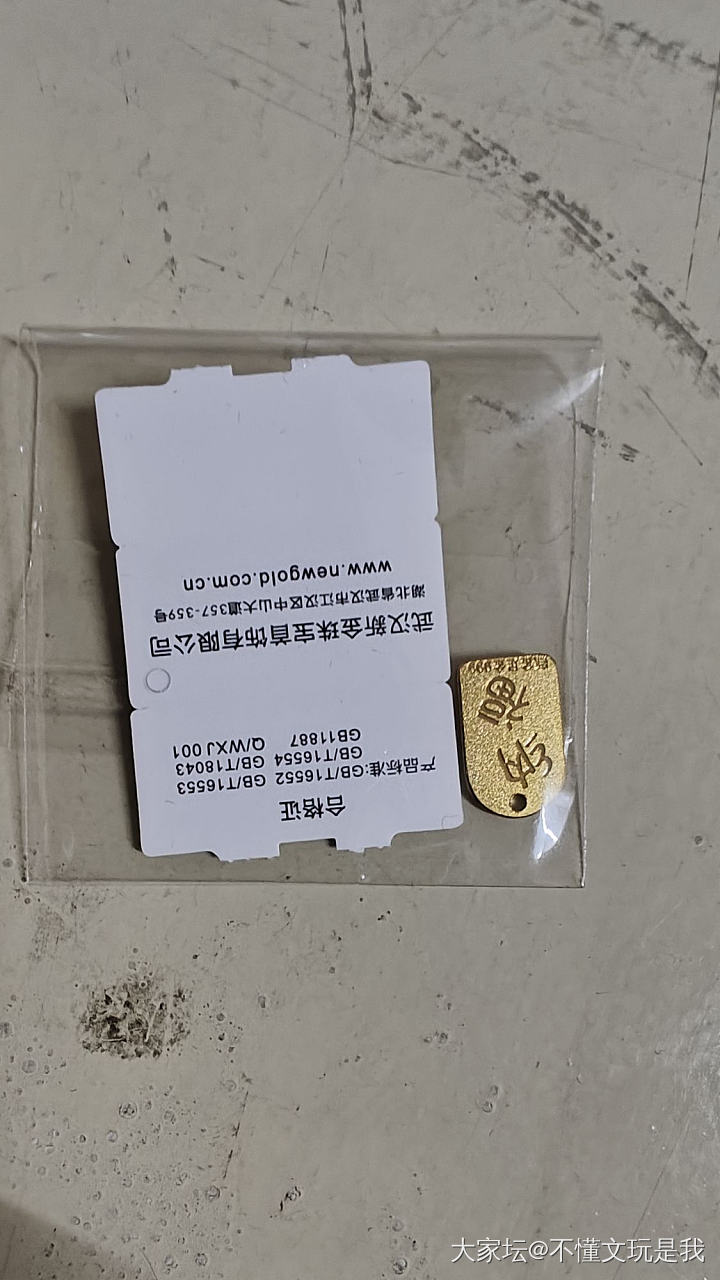 合格证
产品标准:GB/T16552 GB/T16553
GB/T16554 GB/T18043
GB11887 Q/WXJ 001
武汉新金珠宝首饰有限公司
湖北省武汉市江汉区中山大道357-359号
www.newgold.com.cn
纳福
大家坛@不懂文玩是我